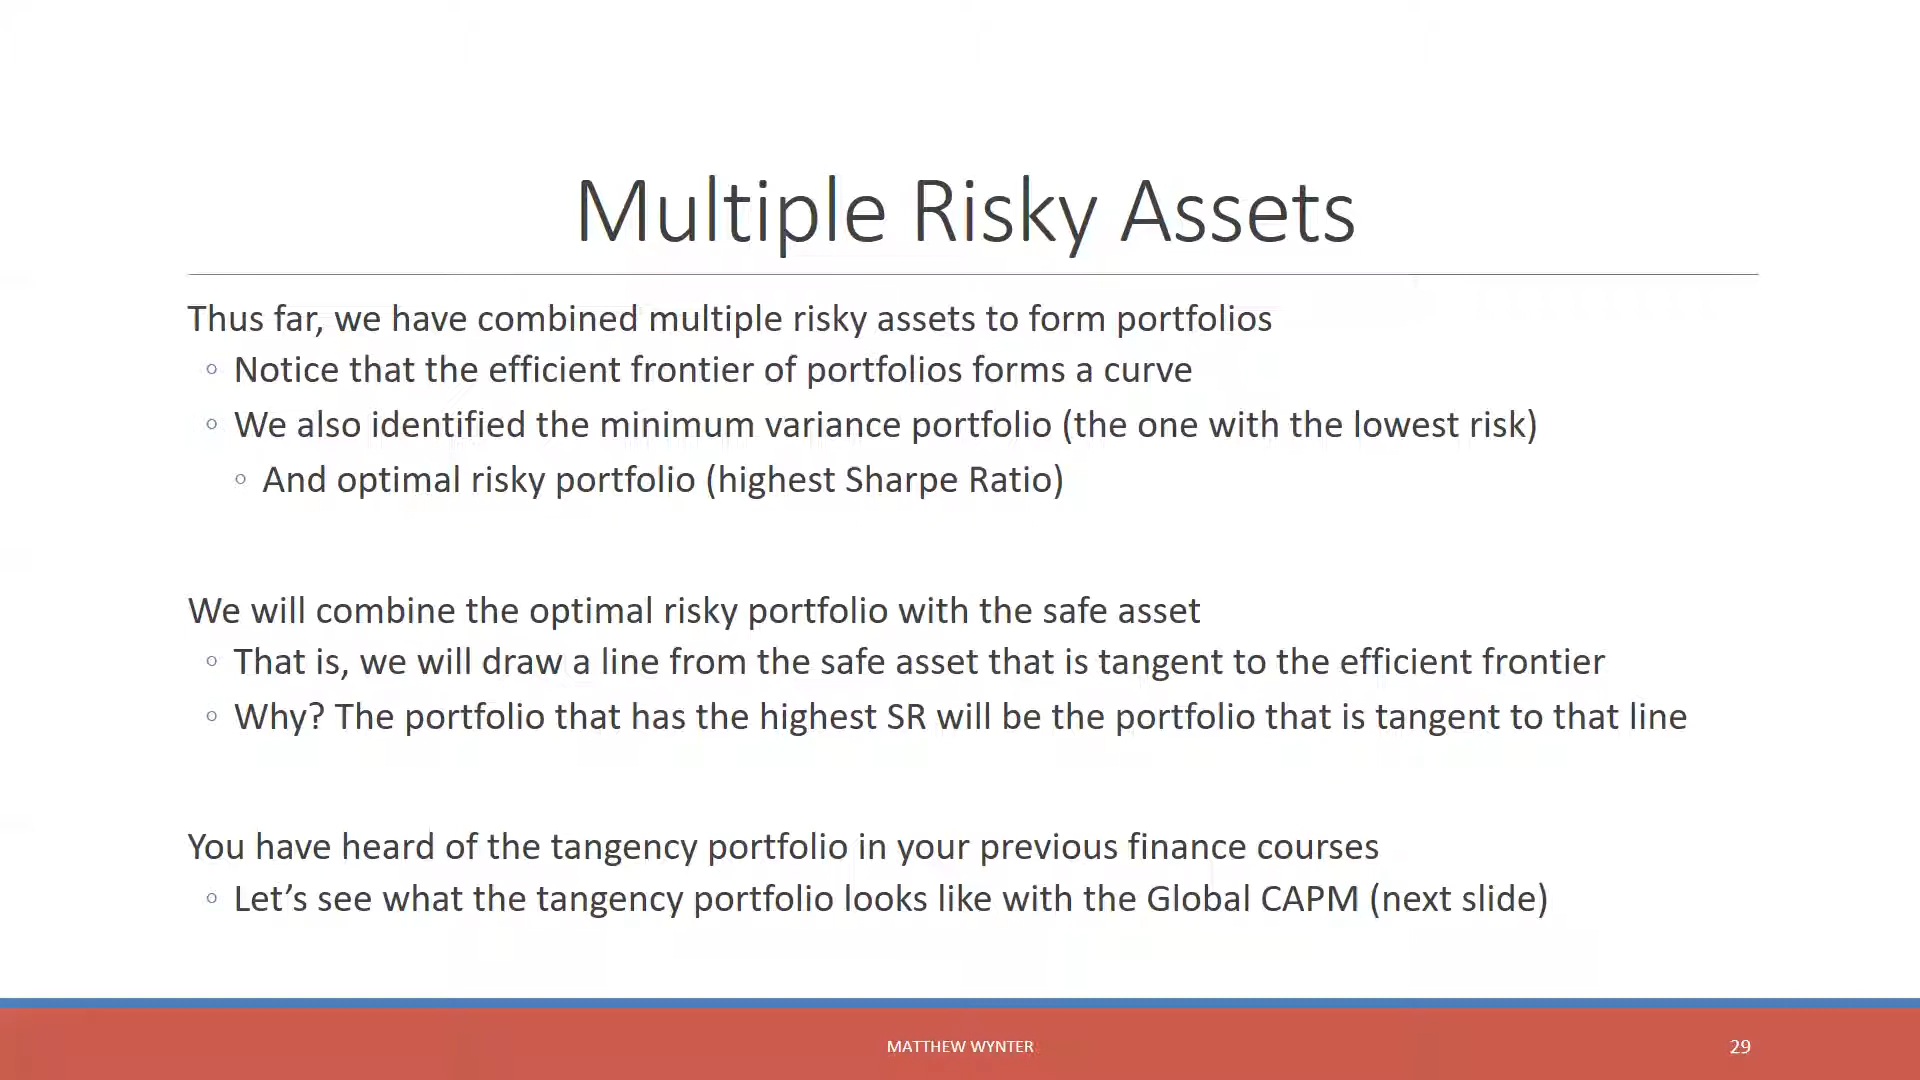 Multiple Risky Assets
Thus far, we have combined multiple risky assets to form portfolios
◦ Notice that the efficient frontier of portfolios forms a curve
◦ We also identified the minimum variance portfolio (the one with the lowest risk)
◦ And optimal risky portfolio (highest Sharpe Ratio)
We will combine the optimal risky portfolio with the safe asset
◦ That is, we will draw a line from the safe asset that is tangent to the efficient frontier
◦ Why? The portfolio that has the highest SR will be the portfolio that is tangent to that line
You have heard of the tangency portfolio in your previous finance courses
◦ Let’s see what the tangency portfolio looks like with the Global CAPM (next slide)
MATTHEW WYNTER
29